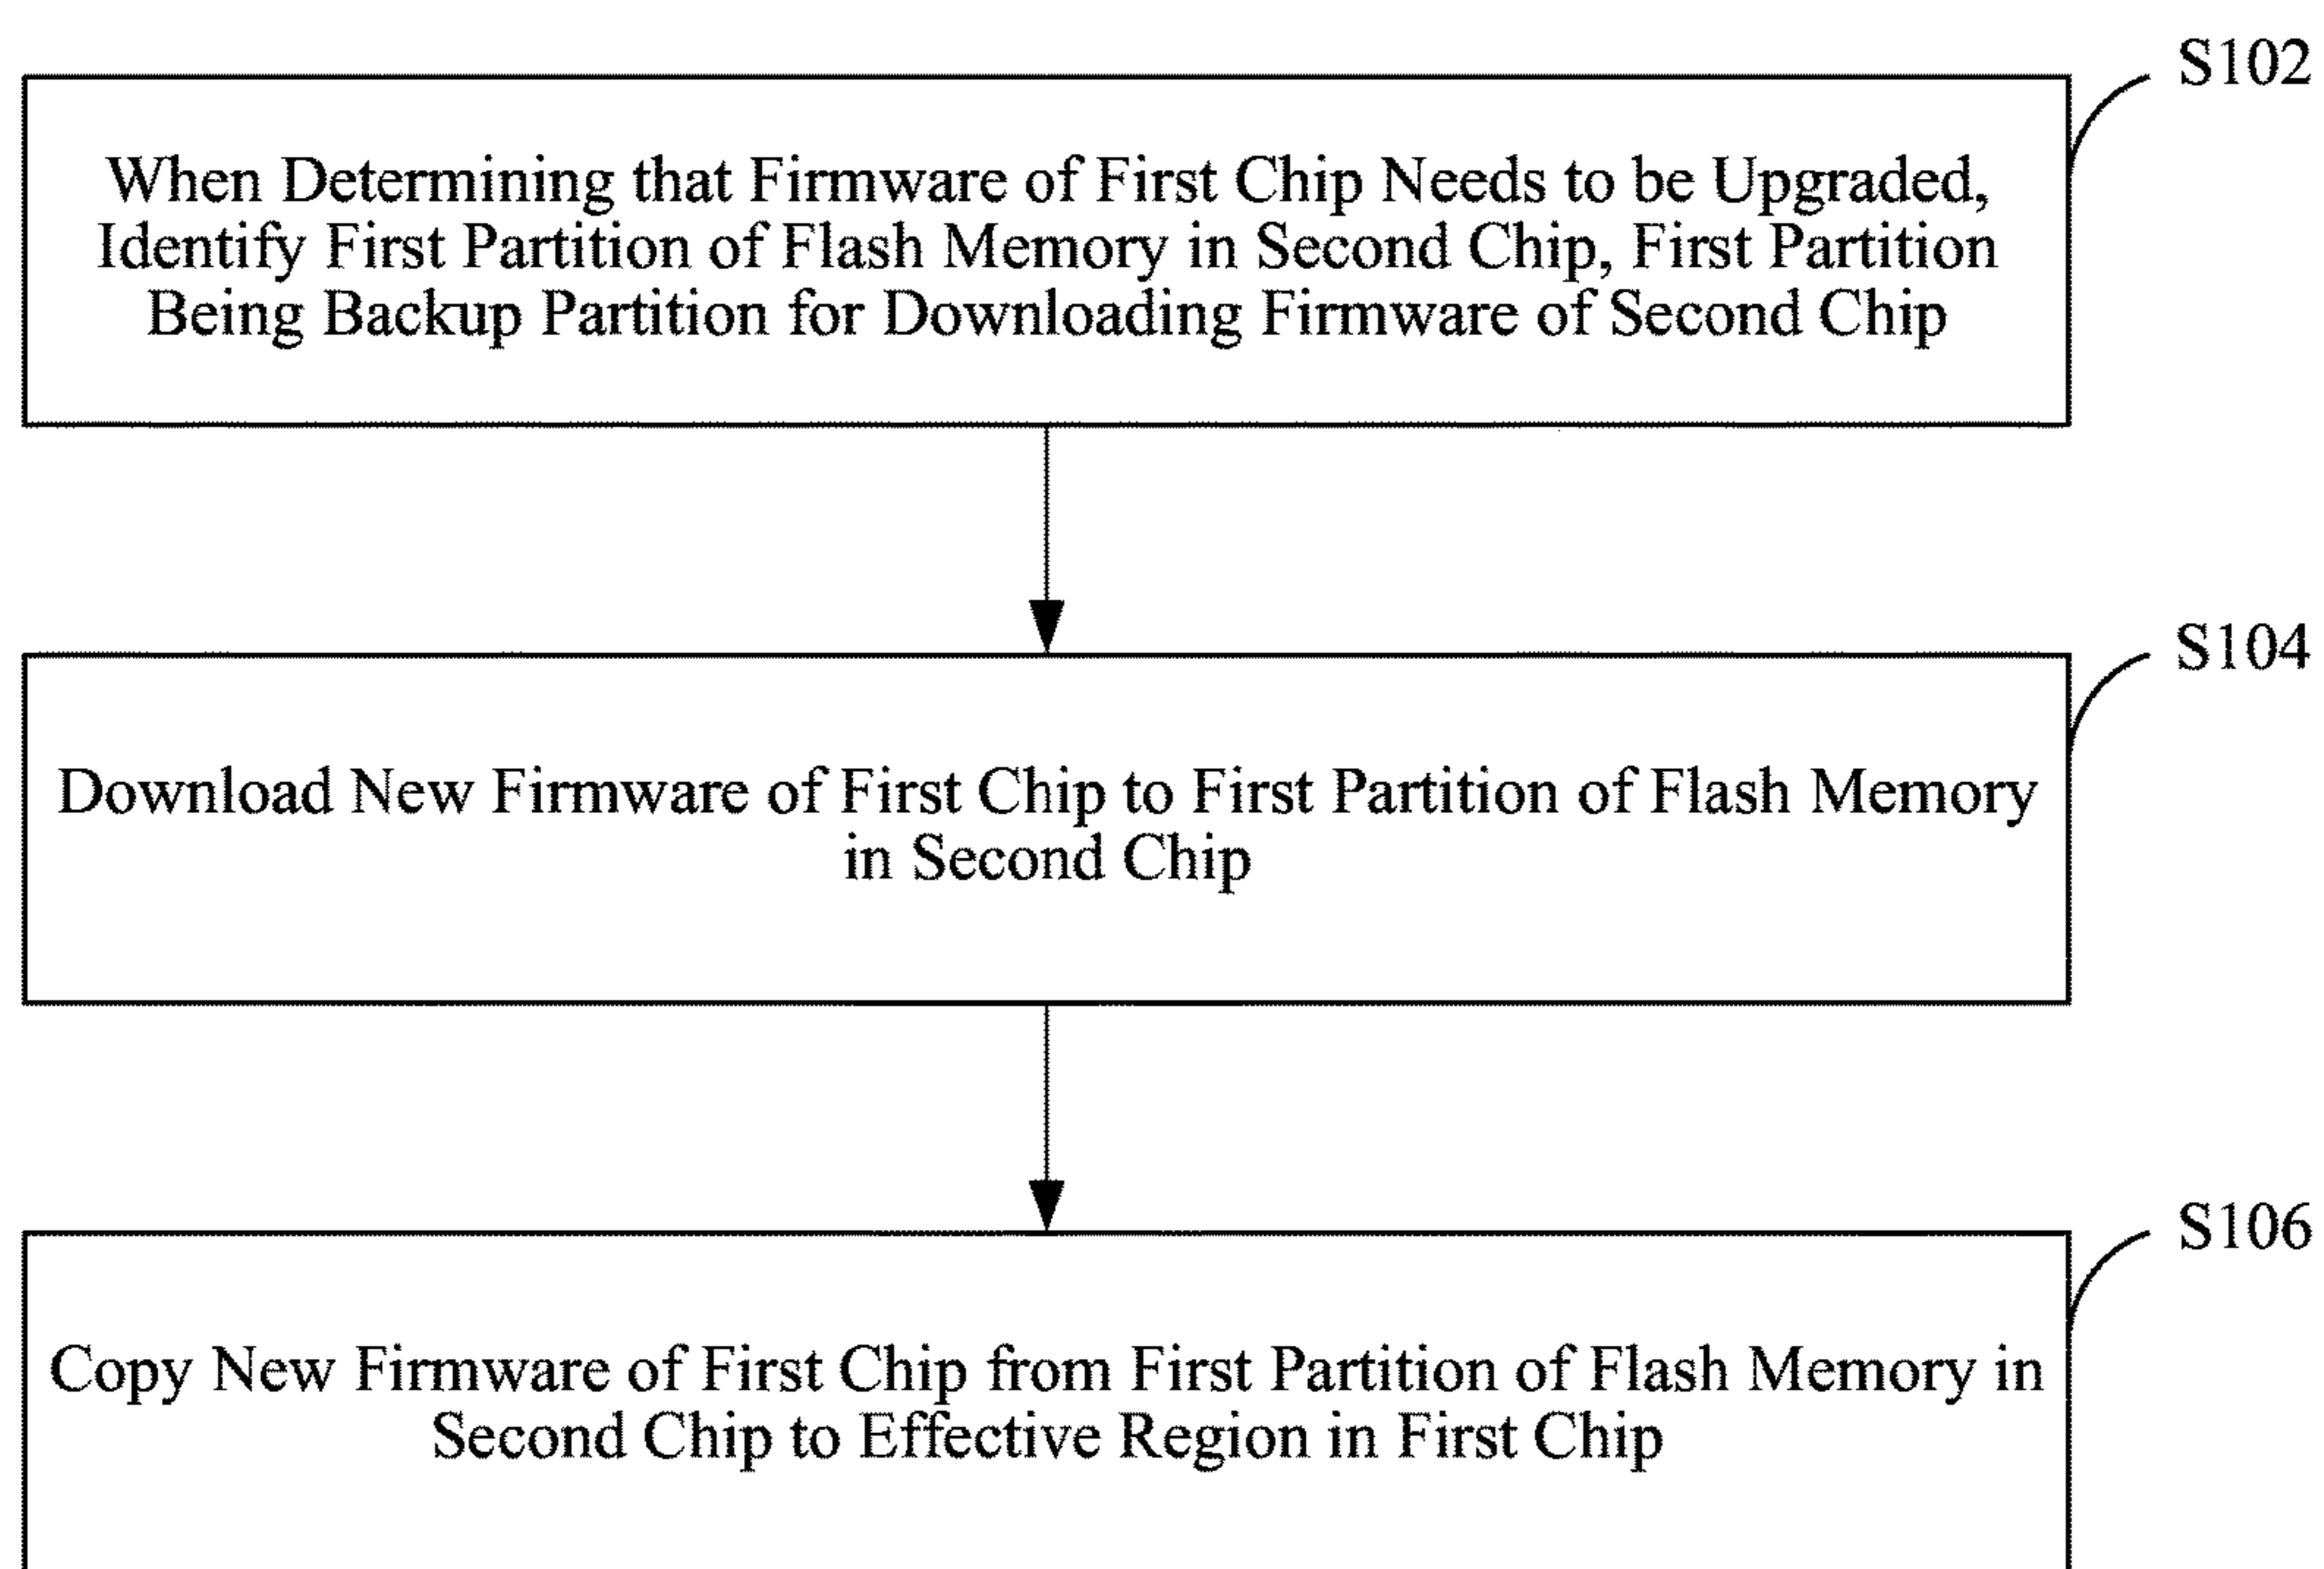 S102
When Determining that Firmware of First Chip Needs to be Upgraded,
Identify First Partition of Flash Memory in Second Chip, First Partition
Being Backup Partition for Downloading Firmware of Second Chip
S104
Download New Firmware of First Chip to First Partition of Flash Memory
in Second Chip
S106
Copy New Firmware of First Chip from First Partition of Flash Memory in
Second Chip to Effective Region in First Chip